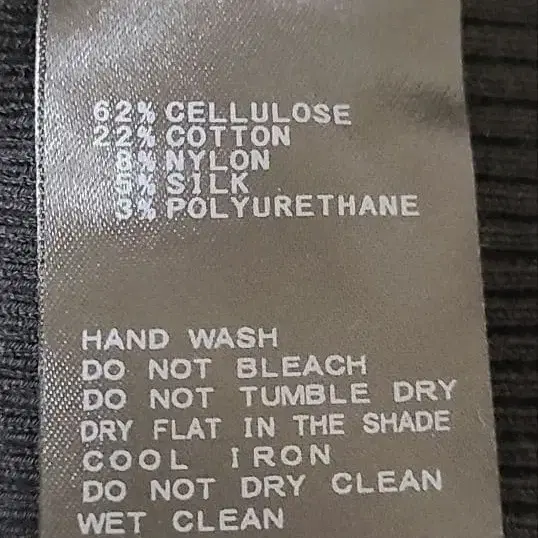 62% CELLULOSE
22% COTTON
8% NYLON
5% SILK
3% POLYURETHANE
HAND WASH
DO NOT BLEACH
DO NOT TUMBLE DRY
DRY FLAT IN THE SHADE
COOL IRON
DO NOT DRY CLEAN
WET CLEAN